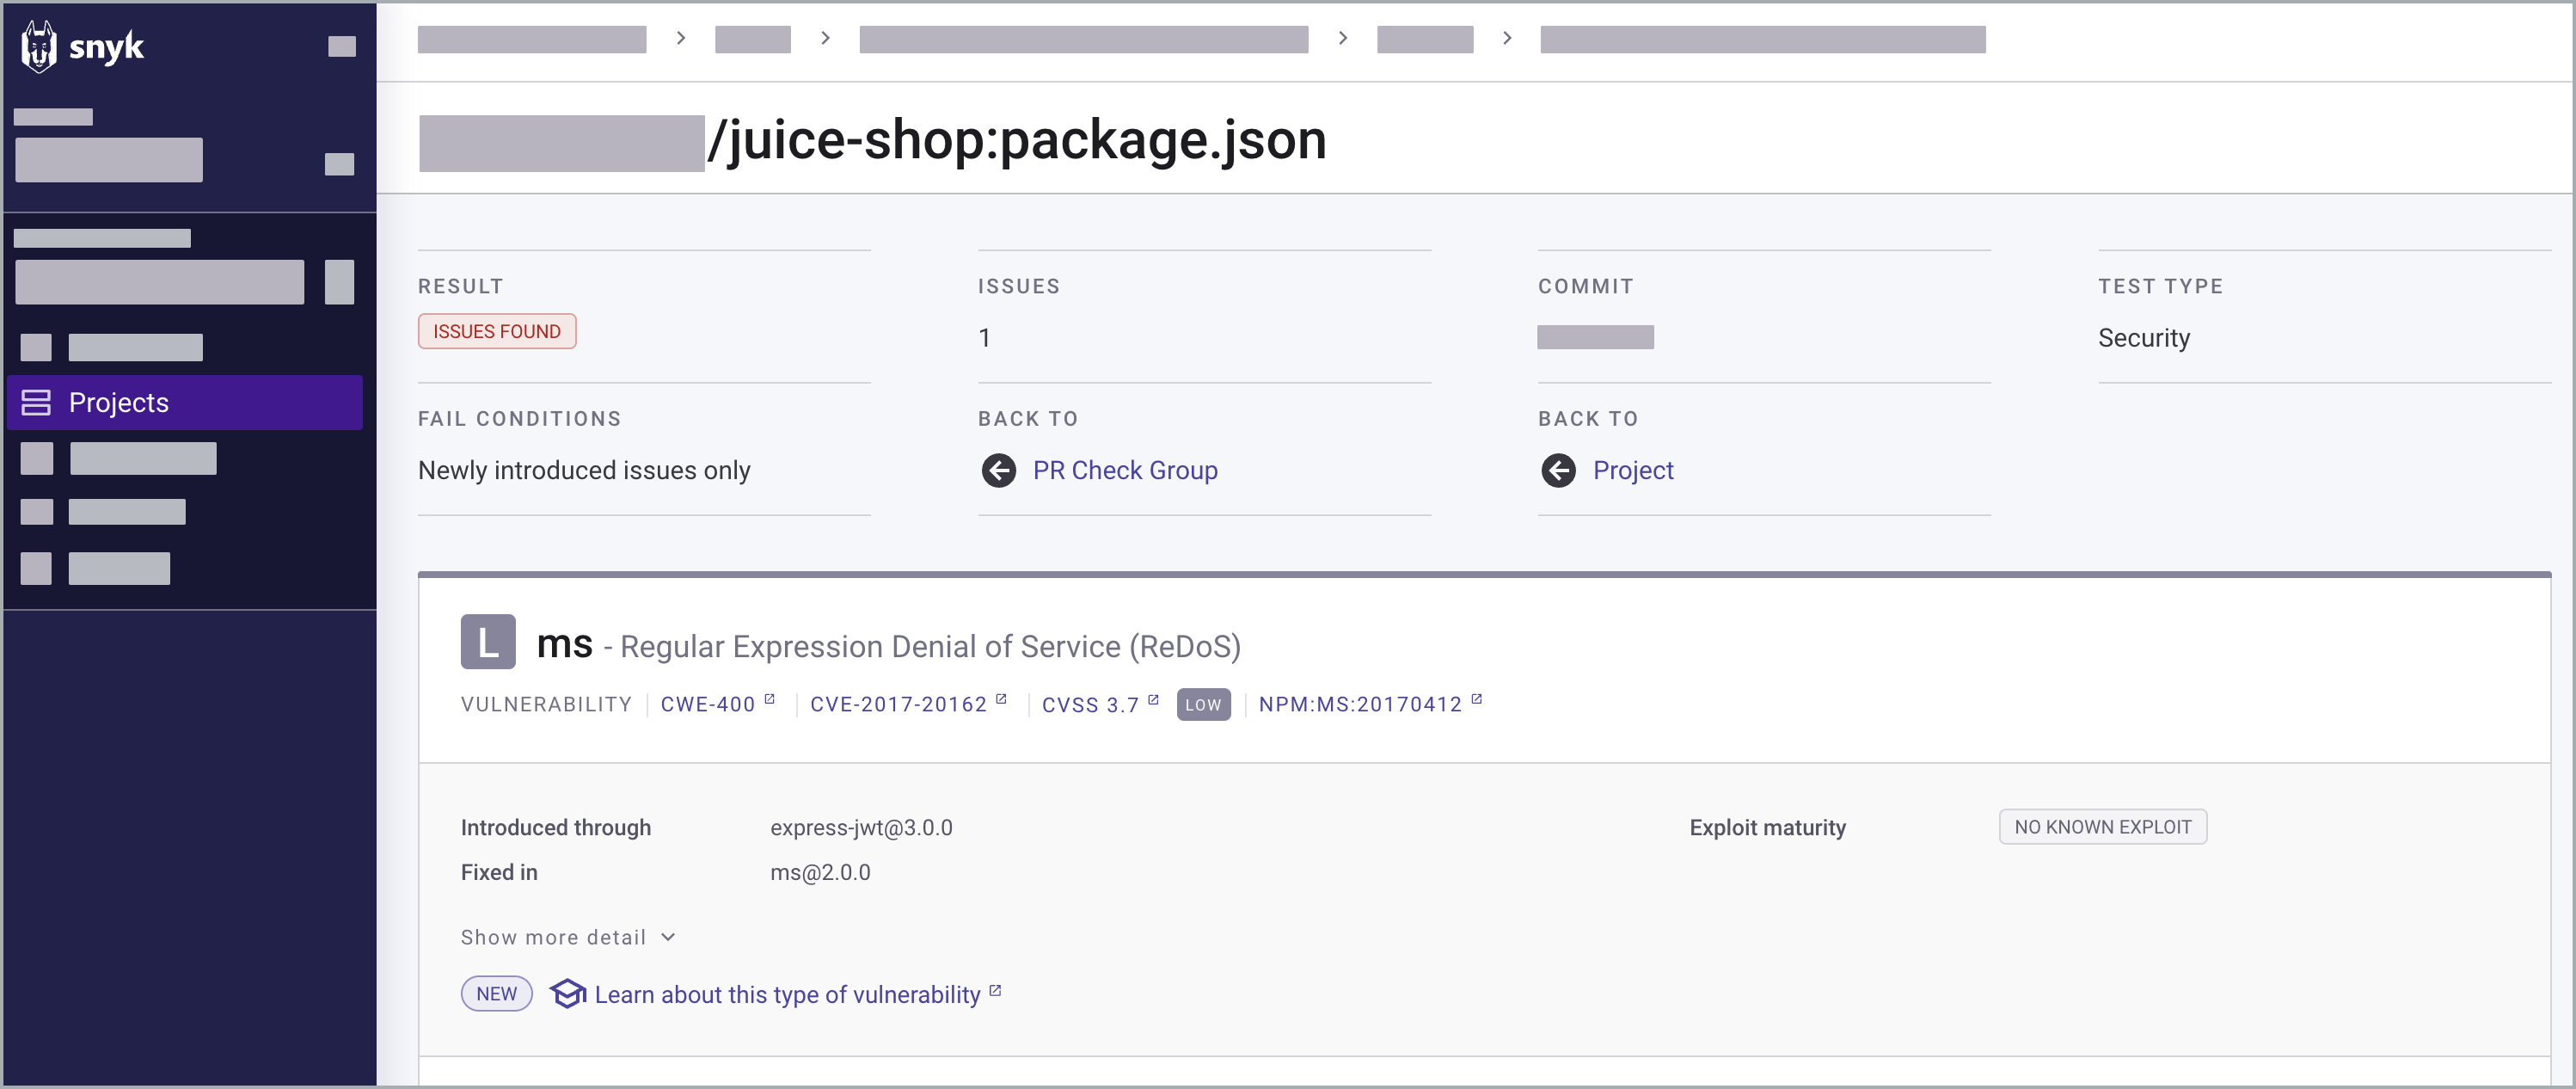 snyk
/juice-shop:package.json
RESULT
ISSUES FOUND
ISSUES
1
COMMIT
TEST TYPE
Security
Projects
FAIL CONDITIONS
Newly introduced issues only
BACK TO
PR Check Group
BACK TO
Project
L ms - Regular Expression Denial of Service (ReDoS)
VULNERABILITY CWE-400 CVE-2017-20162 CVSS 3.7 LOW NPM:MS:20170412
Introduced through express-jwt@3.0.0 Exploit maturity NO KNOWN EXPLOIT
Fixed in ms@2.0.0
Show more detail
NEW Learn about this type of vulnerability